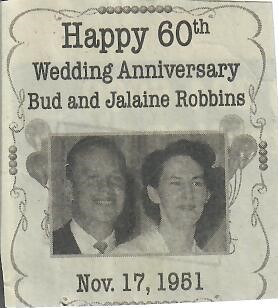 Happy 60th
Wedding Anniversary
Bud and Jalaine Robbins
Nov. 17, 1951